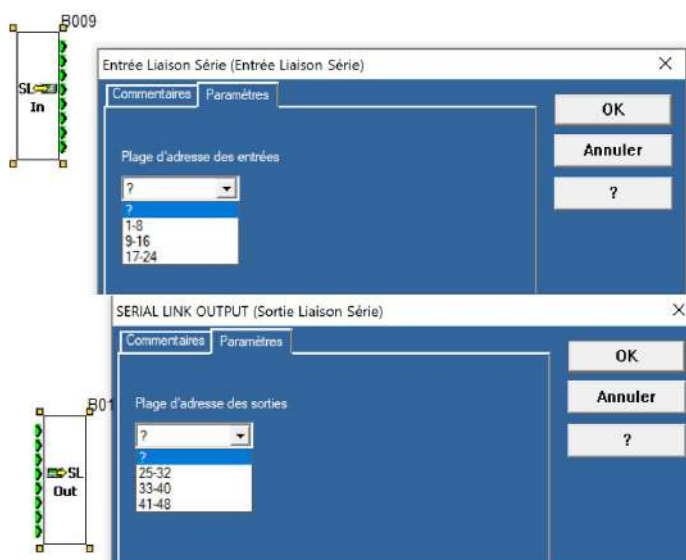 B009
SL
In
Entrée Liaison Série (Entrée Liaison Série)
Commentaires
Paramètres
OK
Annuler
?
Plage d'adresse des entrées
?
?
1-8
9-16
17-24
SERIAL LINK OUTPUT (Sortie Liaison Série)
Commentaires
Paramètres
OK
Annuler
?
B01
Plage d'adresse des sorties
?
?
25-32
33-40
41-48
SL
Out